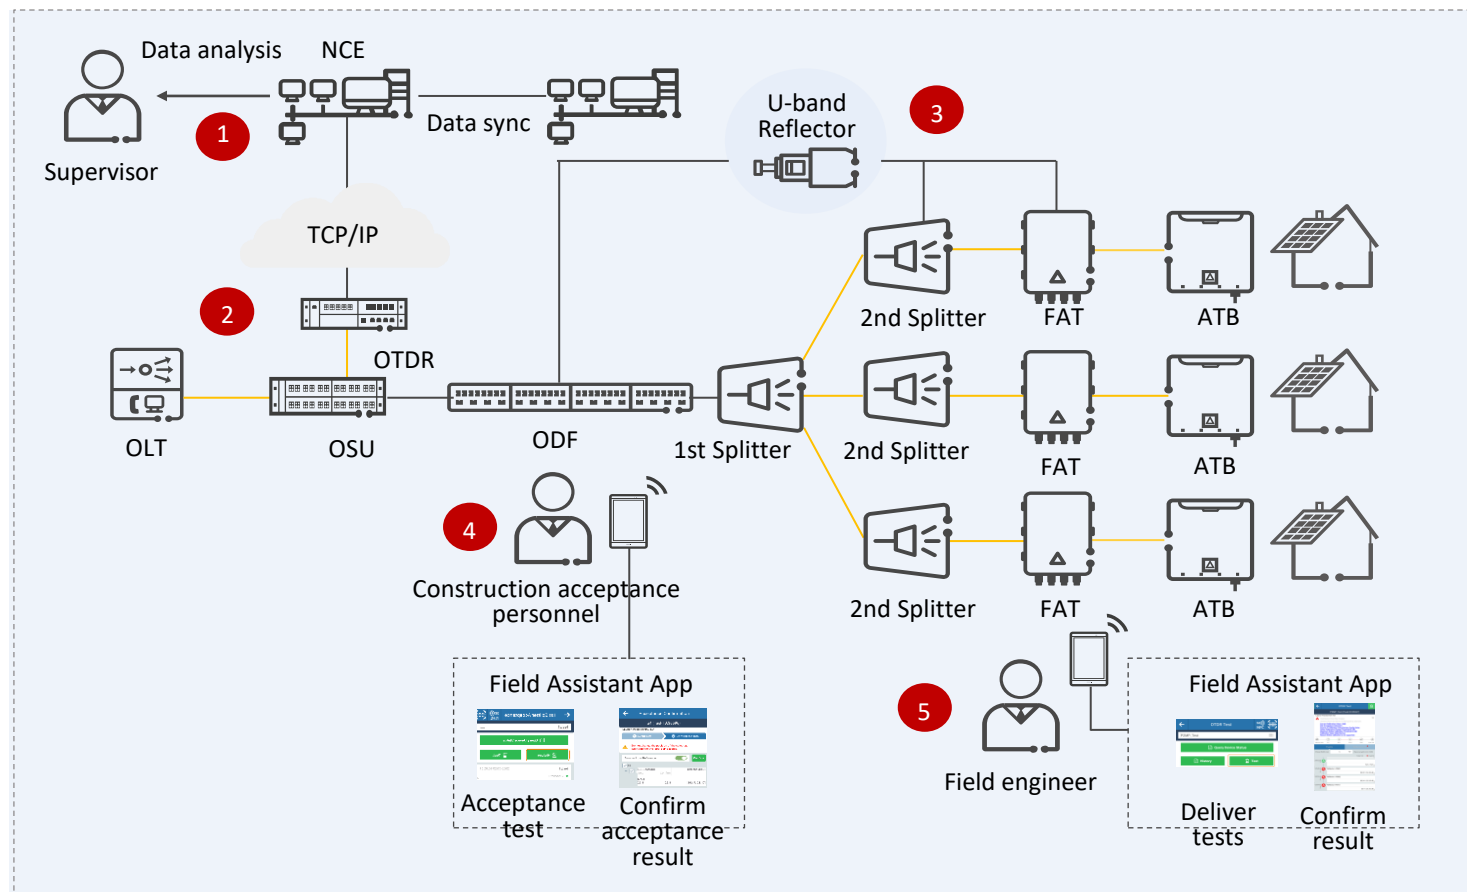 Data analysis
NCE
Data sync
1
Supervisor
U-band
Reflector
3
TCP/IP
2
OTDR
OLT
OSU
ODF
1st Splitter
2nd Splitter
FAT
ATB
2nd Splitter
FAT
ATB
2nd Splitter
FAT
ATB
4
Construction acceptance
personnel
Field Assistant App
Acceptance
test
Confirm
acceptance
result
5
Field engineer
Field Assistant App
Deliver
tests
Confirm
result